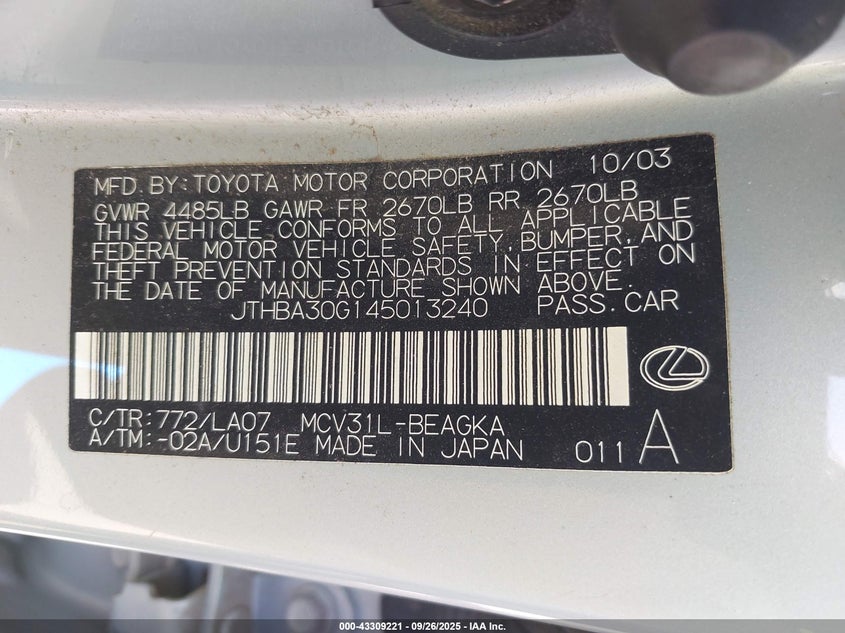 MFD.BY:TOYOTA MOTOR CORPORATION 10/03
GVWR 4485LB GAWR FR 2670LB RR 2670LB
THIS VEHICLE CONFORMS TO ALL APPLICABLE
FEDERAL MOTOR VEHICLE SAFETY,BUMPER,AND
THEFT PREVENTION STANDARDS IN EFFECT ON
THE DATE OF MANUFACTURE SHOWN ABOVE.
JTHBA30G145013240 PASS.CAR
C/TR:772/LA07 MCV31L-BEAGKA
A/TM:-02A/U151E MADE IN JAPAN 011 A
000-43309221 - 09/26/2025 - IAA Inc.